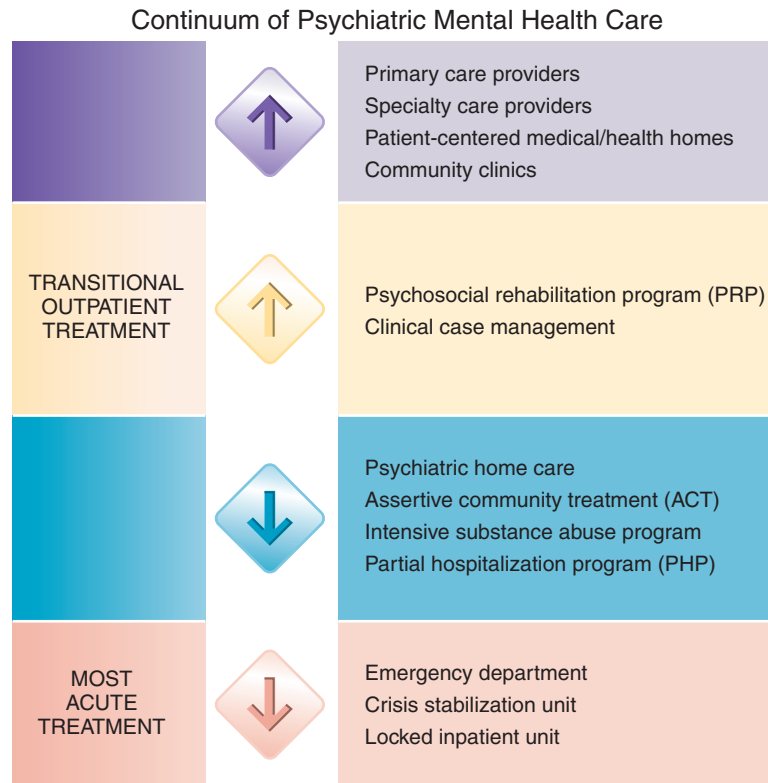 Continuum of Psychiatric Mental Health Care
Primary care providers
Specialty care providers
Patient-centered medical/health homes
Community clinics
TRANSITIONAL
OUTPATIENT
TREATMENT
Psychosocial rehabilitation program (PRP)
Clinical case management
Psychiatric home care
Assertive community treatment (ACT)
Intensive substance abuse program
Partial hospitalization program (PHP)
MOST
ACUTE
TREATMENT
Emergency department
Crisis stabilization unit
Locked inpatient unit